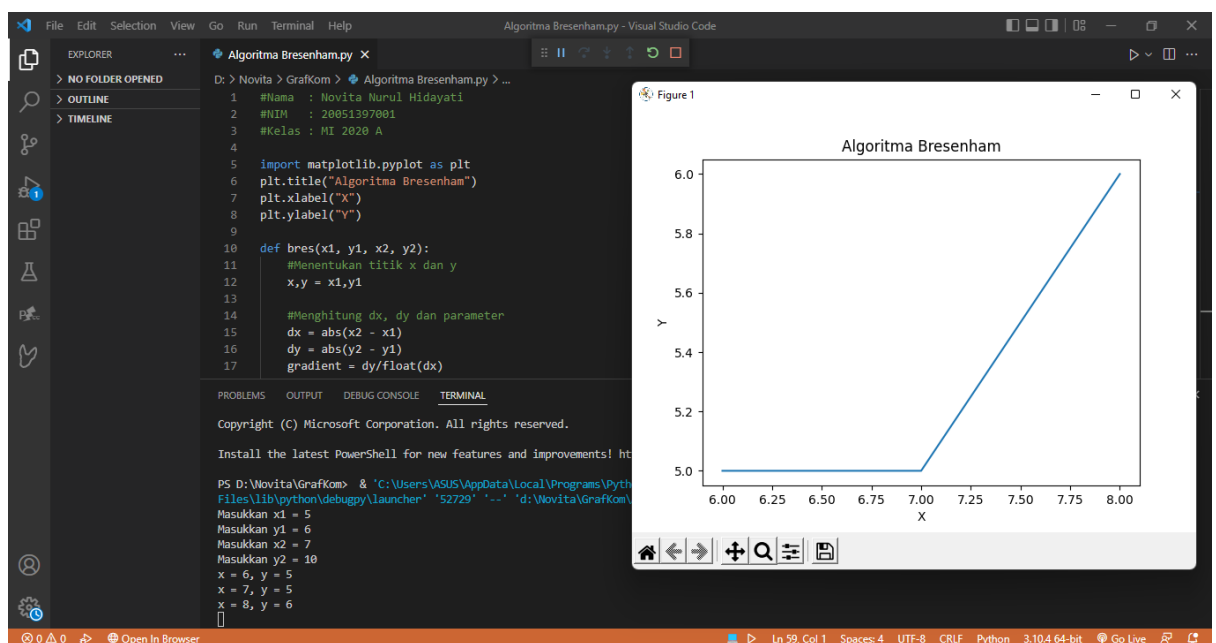 File Edit Selection View Go Run Terminal Help
Algoritma Bresenham.py - Visual Studio Code
EXPLORER
NO FOLDER OPENED
OUTLINE
TIMELINE
Algoritma Bresenham.py
D: > Novita > GrafKom > Algoritma Bresenham.py > ...
1 #Nama : Novita Nurul Hidayati
2 #NIM : 20051397001
3 #Kelas : MI 2020 A
4
5 import matplotlib.pyplot as plt
6 plt.title("Algoritma Bresenham")
7 plt.xlabel("X")
8 plt.ylabel("Y")
9
10 def bres(x1, y1, x2, y2):
11 #Menentukan titik x dan y
12 x,y = x1,y1
13
14 #Menghitung dx, dy dan parameter
15 dx = abs(x2 - x1)
16 dy = abs(y2 - y1)
17 gradient = dy/float(dx)
PROBLEMS OUTPUT DEBUG CONSOLE TERMINAL
Copyright (C) Microsoft Corporation. All rights reserved.
Install the latest PowerShell for new features and improvements! ht
PS D:\Novita\GrafKom> & 'C:\Users\ASUS\AppData\Local\Programs\Pyth
Files\lib\python\debugpy\launcher' '52729' '--' 'd:\Novita\GrafKom\
Masukkan x1 = 5
Masukkan y1 = 6
Masukkan x2 = 7
Masukkan y2 = 10
x = 6, y = 5
x = 7, y = 5
x = 8, y = 6
Figure 1
Algoritma Bresenham
6.0
5.8
5.6
5.4
5.2
5.0
Y
6.00 6.25 6.50 6.75 7.00 7.25 7.50 7.75 8.00
X
1
0 0 Open In Browser
Ln 59, Col 1 Spaces: 4 UTF-8 CRLF Python 3.10.4 64-bit Go Live